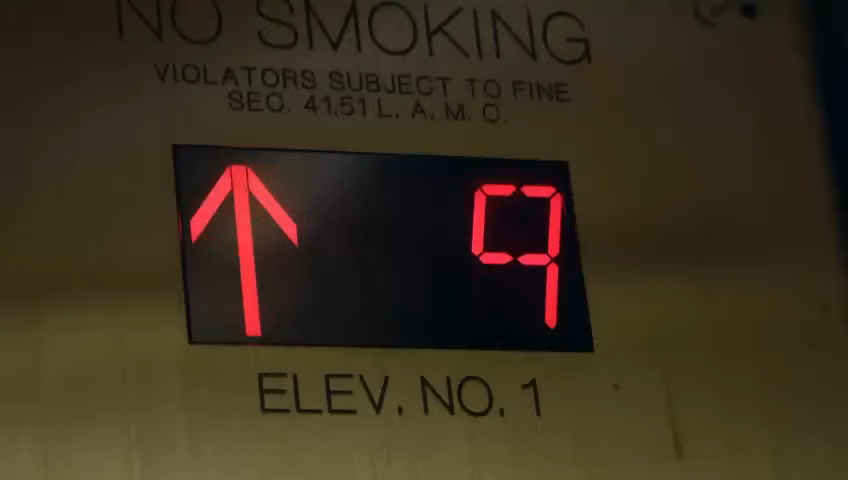 NO SMOKING
VIOLATORS SUBJECT TO FINE
SEC. 41.51 L. A. M. C.
↑ 9
ELEV. NO. 1